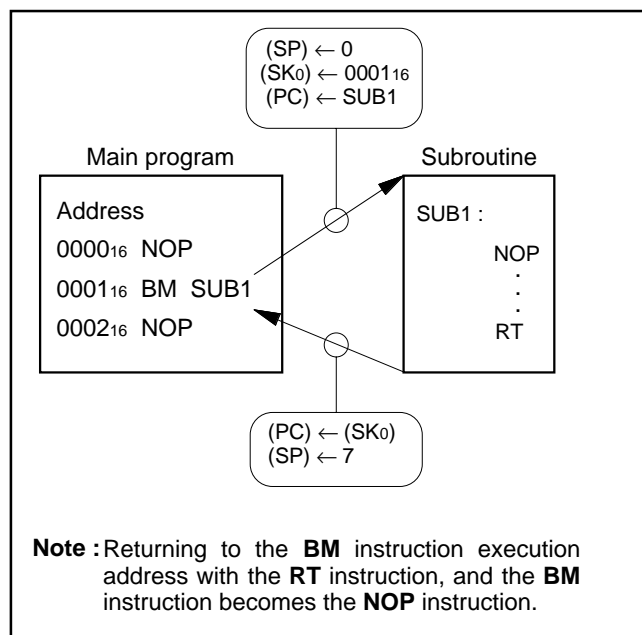 (SP) ← 0
(SK₀) ← 0001₁₆
(PC) ← SUB1
Main program
Subroutine
Address
0000₁₆ NOP
0001₁₆ BM SUB1
0002₁₆ NOP
SUB1 :
NOP
.
.
.
RT
(PC) ← (SK₀)
(SP) ← 7
Note : Returning to the BM instruction execution
address with the RT instruction, and the BM
instruction becomes the NOP instruction.